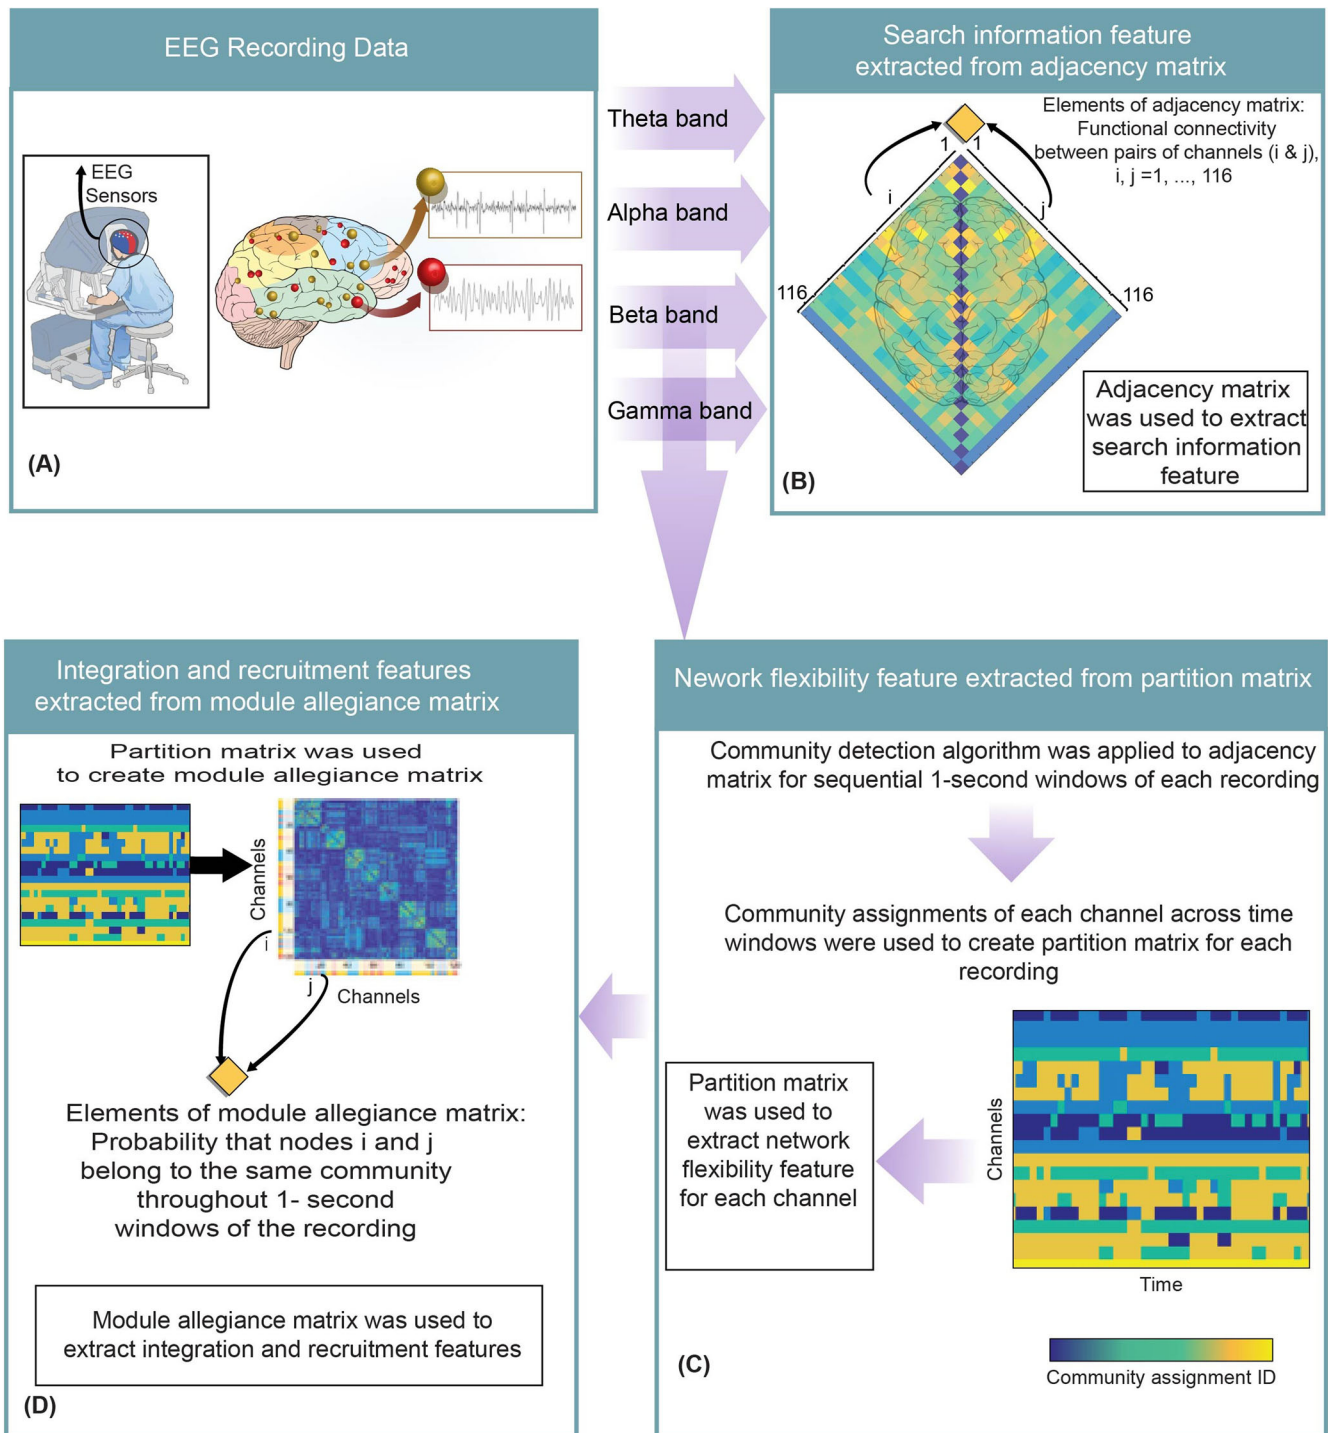 EEG Recording Data
EEG
Sensors
(A)
Theta band
Alpha band
Beta band
Gamma band
Search information feature
extracted from adjacency matrix
Elements of adjacency matrix:
Functional connectivity
between pairs of channels (i & j),
i, j =1, ..., 116
1 1
i
j
116
116
Adjacency matrix
was used to extract
search information
feature
(B)
Integration and recruitment features
extracted from module allegiance matrix
Partition matrix was used
to create module allegiance matrix
Channels
i
j
Channels
Elements of module allegiance matrix:
Probability that nodes i and j
belong to the same community
throughout 1- second
windows of the recording
Module allegiance matrix was used to
extract integration and recruitment features
(D)
Nework flexibility feature extracted from partition matrix
Community detection algorithm was applied to adjacency
matrix for sequential 1-second windows of each recording
Community assignments of each channel across time
windows were used to create partition matrix for each
recording
Partition matrix
was used to
extract network
flexibility feature
for each channel
Channels
Time
Community assignment ID
(C)